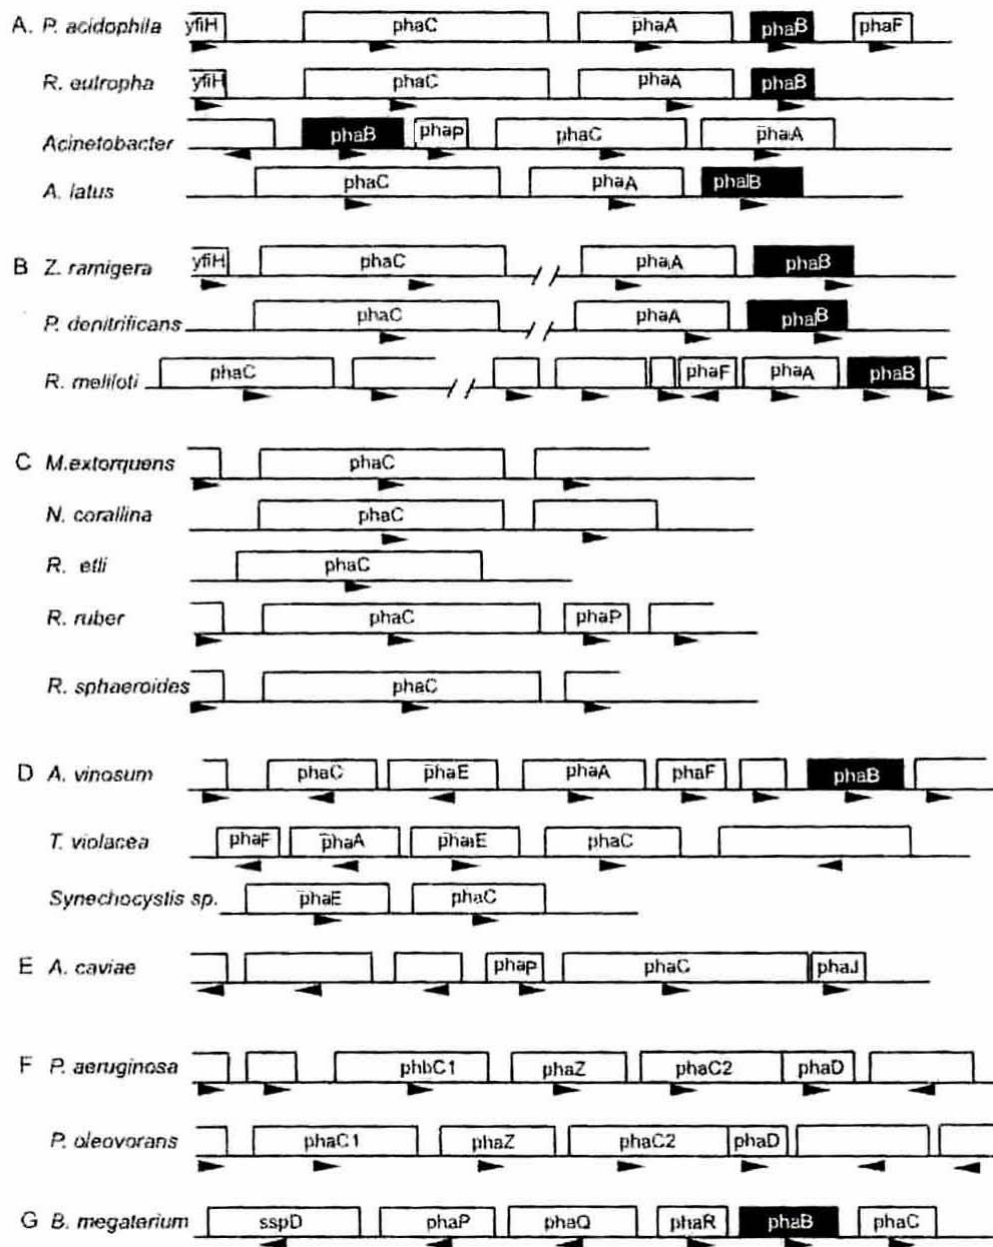 A. P. acidophila yfiH phaC phaA phaB phaF
R. eutropha yfiH phaC phaA phaB
Acinetobacter phaB phaP phaC phaA
A. latus phaC phaA phaB
B Z. ramigera yfiH phaC phaA phaB
P. denitrificans phaC phaA phaB
R. meliloti phaC phaF phaA phaB
C M.extorquens phaC
N. corallina phaC
R. etli phaC
R. ruber phaC phaP
R. sphaeroides phaC
D A. vinosum phaC phaE phaA phaF phaB
T. violacea phaF phaA phaE phaC
Synechocystis sp. phaE phaC
E A. caviae phaP phaC phaJ
F P. aeruginosa phbC1 phaZ phaC2 phaD
P. oleovorans phaC1 phaZ phaC2 phaD
G B. megaterium sspD phaP phaQ phaR phaB phaC